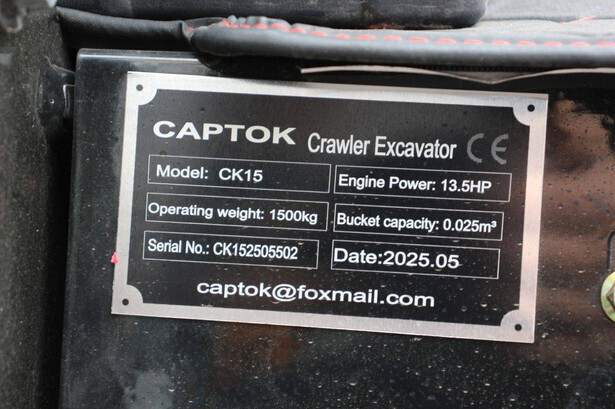 CAPTOK Crawler Excavator CE
Model: CK15 Engine Power: 13.5HP
Operating weight: 1500kg Bucket capacity: 0.025m³
Serial No.: CK152505502 Date:2025.05
captok@foxmail.com